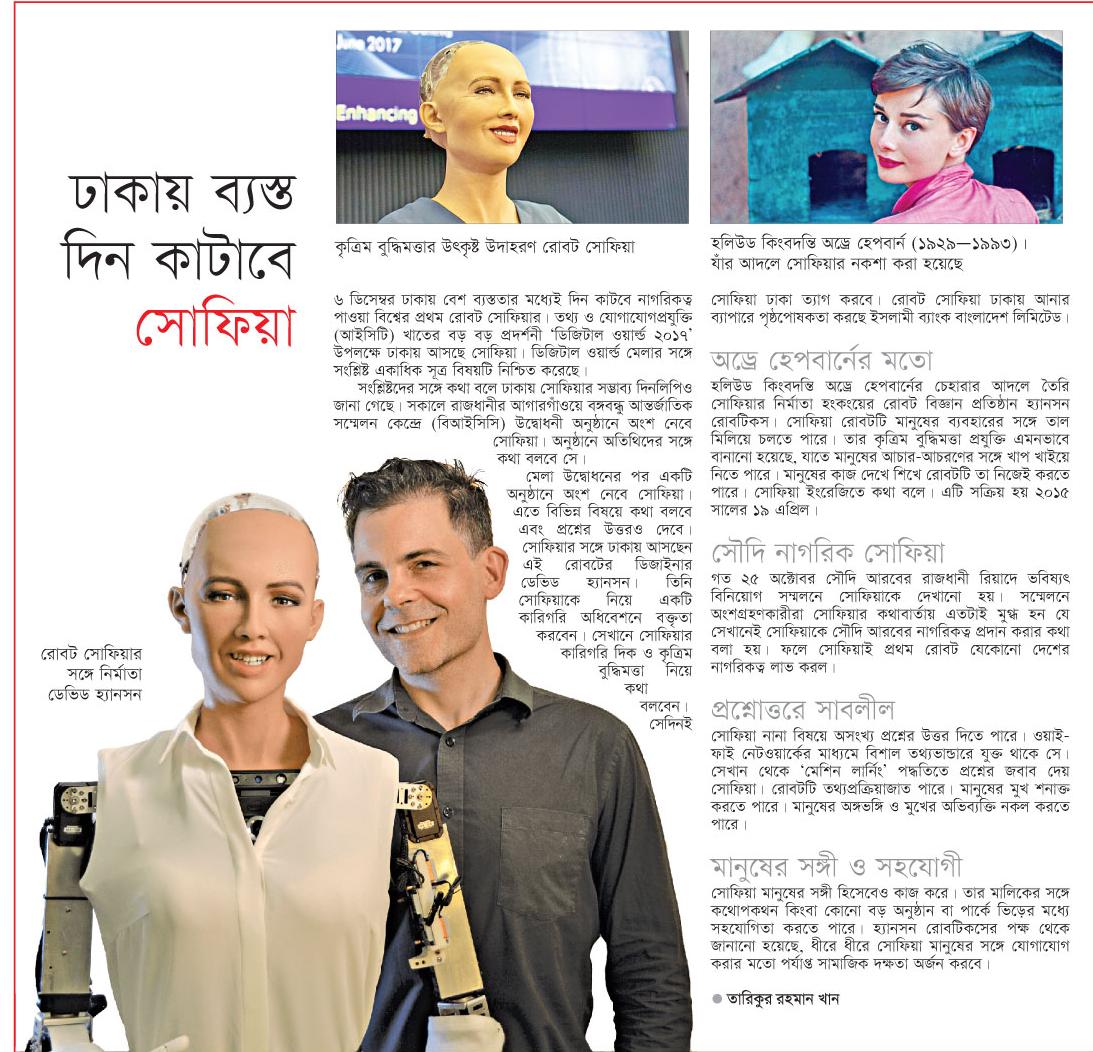 ঢাকায় ব্যস্ত
দিন কাটাবে
সোফিয়া
June 2017
Enhancing
কৃত্রিম বুদ্ধিমত্তার উৎকৃষ্ট উদাহরণ রোবট সোফিয়া
হলিউড কিংবদন্তি অড্রে হেপবার্ন (১৯২৯—১৯৯৩)।
যাঁর আদলে সোফিয়ার নকশা করা হয়েছে
৬ ডিসেম্বর ঢাকায় বেশ ব্যস্ততার মধ্যেই দিন কাটবে নাগরিকত্ব
পাওয়া বিশ্বের প্রথম রোবট সোফিয়ার। তথ্য ও যোগাযোগপ্রযুক্তি
(আইসিটি) খাতের বড় বড় প্রদর্শনী ‘ডিজিটাল ওয়ার্ল্ড ২০১৭’
উপলক্ষে ঢাকায় আসছে সোফিয়া। ডিজিটাল ওয়ার্ল্ড মেলার সঙ্গে
সংশ্লিষ্ট একাধিক সূত্র বিষয়টি নিশ্চিত করেছে।
সংশ্লিষ্টদের সঙ্গে কথা বলে ঢাকায় সোফিয়ার সম্ভাব্য দিনলিপিও
জানা গেছে। সকালে রাজধানীর আগারগাঁওয়ে বঙ্গবন্ধু আন্তর্জাতিক
সম্মেলন কেন্দ্রে (বিআইসিসি) উদ্বোধনী অনুষ্ঠানে অংশ নেবে
সোফিয়া। অনুষ্ঠানে অতিথিদের সঙ্গে
কথা বলবে সে।
মেলা উদ্বোধনের পর একটি
অনুষ্ঠানে অংশ নেবে সোফিয়া।
এতে বিভিন্ন বিষয়ে কথা বলবে
এবং প্রশ্নের উত্তরও দেবে।
সোফিয়ার সঙ্গে ঢাকায় আসছেন
এই রোবটের ডিজাইনার
ডেভিড হ্যানসন। তিনি
সোফিয়াকে নিয়ে একটি
কারিগরি অধিবেশনে বক্তৃতা
করবেন। সেখানে সোফিয়ার
কারিগরি দিক ও কৃত্রিম
বুদ্ধিমত্তা নিয়ে
কথা
বলবেন।
সেদিনই
রোবট সোফিয়ার
সঙ্গে নির্মাতা
ডেভিড হ্যানসন
সোফিয়া ঢাকা ত্যাগ করবে। রোবট সোফিয়া ঢাকায় আনার
ব্যাপারে পৃষ্ঠপোষকতা করছে ইসলামী ব্যাংক বাংলাদেশ লিমিটেড।
অড্রে হেপবার্নের মতো
হলিউড কিংবদন্তি অড্রে হেপবার্নের চেহারার আদলে তৈরি
সোফিয়ার নির্মাতা হংকংয়ের রোবট বিজ্ঞান প্রতিষ্ঠান হ্যানসন
রোবটিকস। সোফিয়া রোবটটি মানুষের ব্যবহারের সঙ্গে তাল
মিলিয়ে চলতে পারে। তার কৃত্রিম বুদ্ধিমত্তা প্রযুক্তি এমনভাবে
বানানো হয়েছে, যাতে মানুষের আচার-আচরণের সঙ্গে খাপ খাইয়ে
নিতে পারে। মানুষের কাজ দেখে শিখে রোবটটি তা নিজেই করতে
পারে। সোফিয়া ইংরেজিতে কথা বলে। এটি সক্রিয় হয় ২০১৫
সালের ১৯ এপ্রিল।
সৌদি নাগরিক সোফিয়া
গত ২৫ অক্টোবর সৌদি আরবের রাজধানী রিয়াদে ভবিষ্যৎ
বিনিয়োগ সম্মলনে সোফিয়াকে দেখানো হয়। সম্মেলনে
অংশগ্রহণকারীরা সোফিয়ার কথাবার্তায় এতটাই মুগ্ধ হন যে
সেখানেই সোফিয়াকে সৌদি আরবের নাগরিকত্ব প্রদান করার কথা
বলা হয়। ফলে সোফিয়াই প্রথম রোবট যেকোনো দেশের
নাগরিকত্ব লাভ করল।
প্রশ্নোত্তরে সাবলীল
সোফিয়া নানা বিষয়ে অসংখ্য প্রশ্নের উত্তর দিতে পারে। ওয়াই-
ফাই নেটওয়ার্কের মাধ্যমে বিশাল তথ্যভান্ডারে যুক্ত থাকে সে।
সেখান থেকে ‘মেশিন লার্নিং’ পদ্ধতিতে প্রশ্নের জবাব দেয়
সোফিয়া। রোবটটি তথ্যপ্রক্রিয়াজাত পারে। মানুষের মুখ শনাক্ত
করতে পারে। মানুষের অঙ্গভঙ্গি ও মুখের অভিব্যক্তি নকল করতে
পারে।
মানুষের সঙ্গী ও সহযোগী
সোফিয়া মানুষের সঙ্গী হিসেবেও কাজ করে। তার মালিকের সঙ্গে
কথোপকথন কিংবা কোনো বড় অনুষ্ঠান বা পার্কে ভিড়ের মধ্যে
সহযোগিতা করতে পারে। হ্যানসন রোবটিকসের পক্ষ থেকে
জানানো হয়েছে, ধীরে ধীরে সোফিয়া মানুষের সঙ্গে যোগাযোগ
করার মতো পর্যাপ্ত সামাজিক দক্ষতা অর্জন করবে।
● তারিকুর রহমান খান